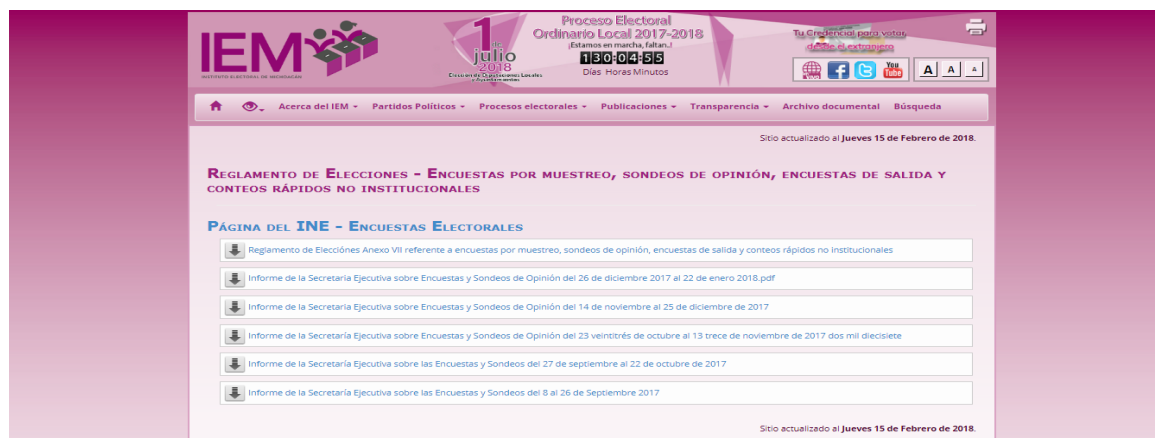 IEM
INSTITUTO ELECTORAL DE MICHOACÁN
1 de
julio
2018
Elección de Diputaciones Locales
y Ayuntamientos
Proceso Electoral
Ordinario Local 2017-2018
¡Estamos en marcha, faltan..!
130:04:55
Días Horas Minutos
Tu Credencial para votar
desde el extranjero
You
Tube
A A A
Acerca del IEM Partidos Políticos Procesos electorales Publicaciones Transparencia Archivo documental Búsqueda
Sitio actualizado al Jueves 15 de Febrero de 2018.
REGLAMENTO DE ELECCIONES - ENCUESTAS POR MUESTREO, SONDEOS DE OPINIÓN, ENCUESTAS DE SALIDA Y
CONTEOS RÁPIDOS NO INSTITUCIONALES
PÁGINA DEL INE - ENCUESTAS ELECTORALES
Reglamento de Elecciónes Anexo VII referente a encuestas por muestreo, sondeos de opinión, encuestas de salida y conteos rápidos no institucionales
Informe de la Secretaria Ejecutiva sobre Encuestas y Sondeos de Opinión del 26 de diciembre 2017 al 22 de enero 2018.pdf
Informe de la Secretaría Ejecutiva sobre Encuestas y Sondeos de Opinión del 14 de noviembre al 25 de diciembre de 2017
Informe de la Secretaría Ejecutiva sobre Encuestas y Sondeos de Opinión del 23 veintitrés de octubre al 13 trece de noviembre de 2017 dos mil diecisiete
Informe de la Secretaría Ejecutiva sobre las Encuestas y Sondeos del 27 de septiembre al 22 de octubre de 2017
Informe de la Secretaría Ejecutiva sobre las Encuestas y Sondeos del 8 al 26 de Septiembre 2017
Sitio actualizado al Jueves 15 de Febrero de 2018.